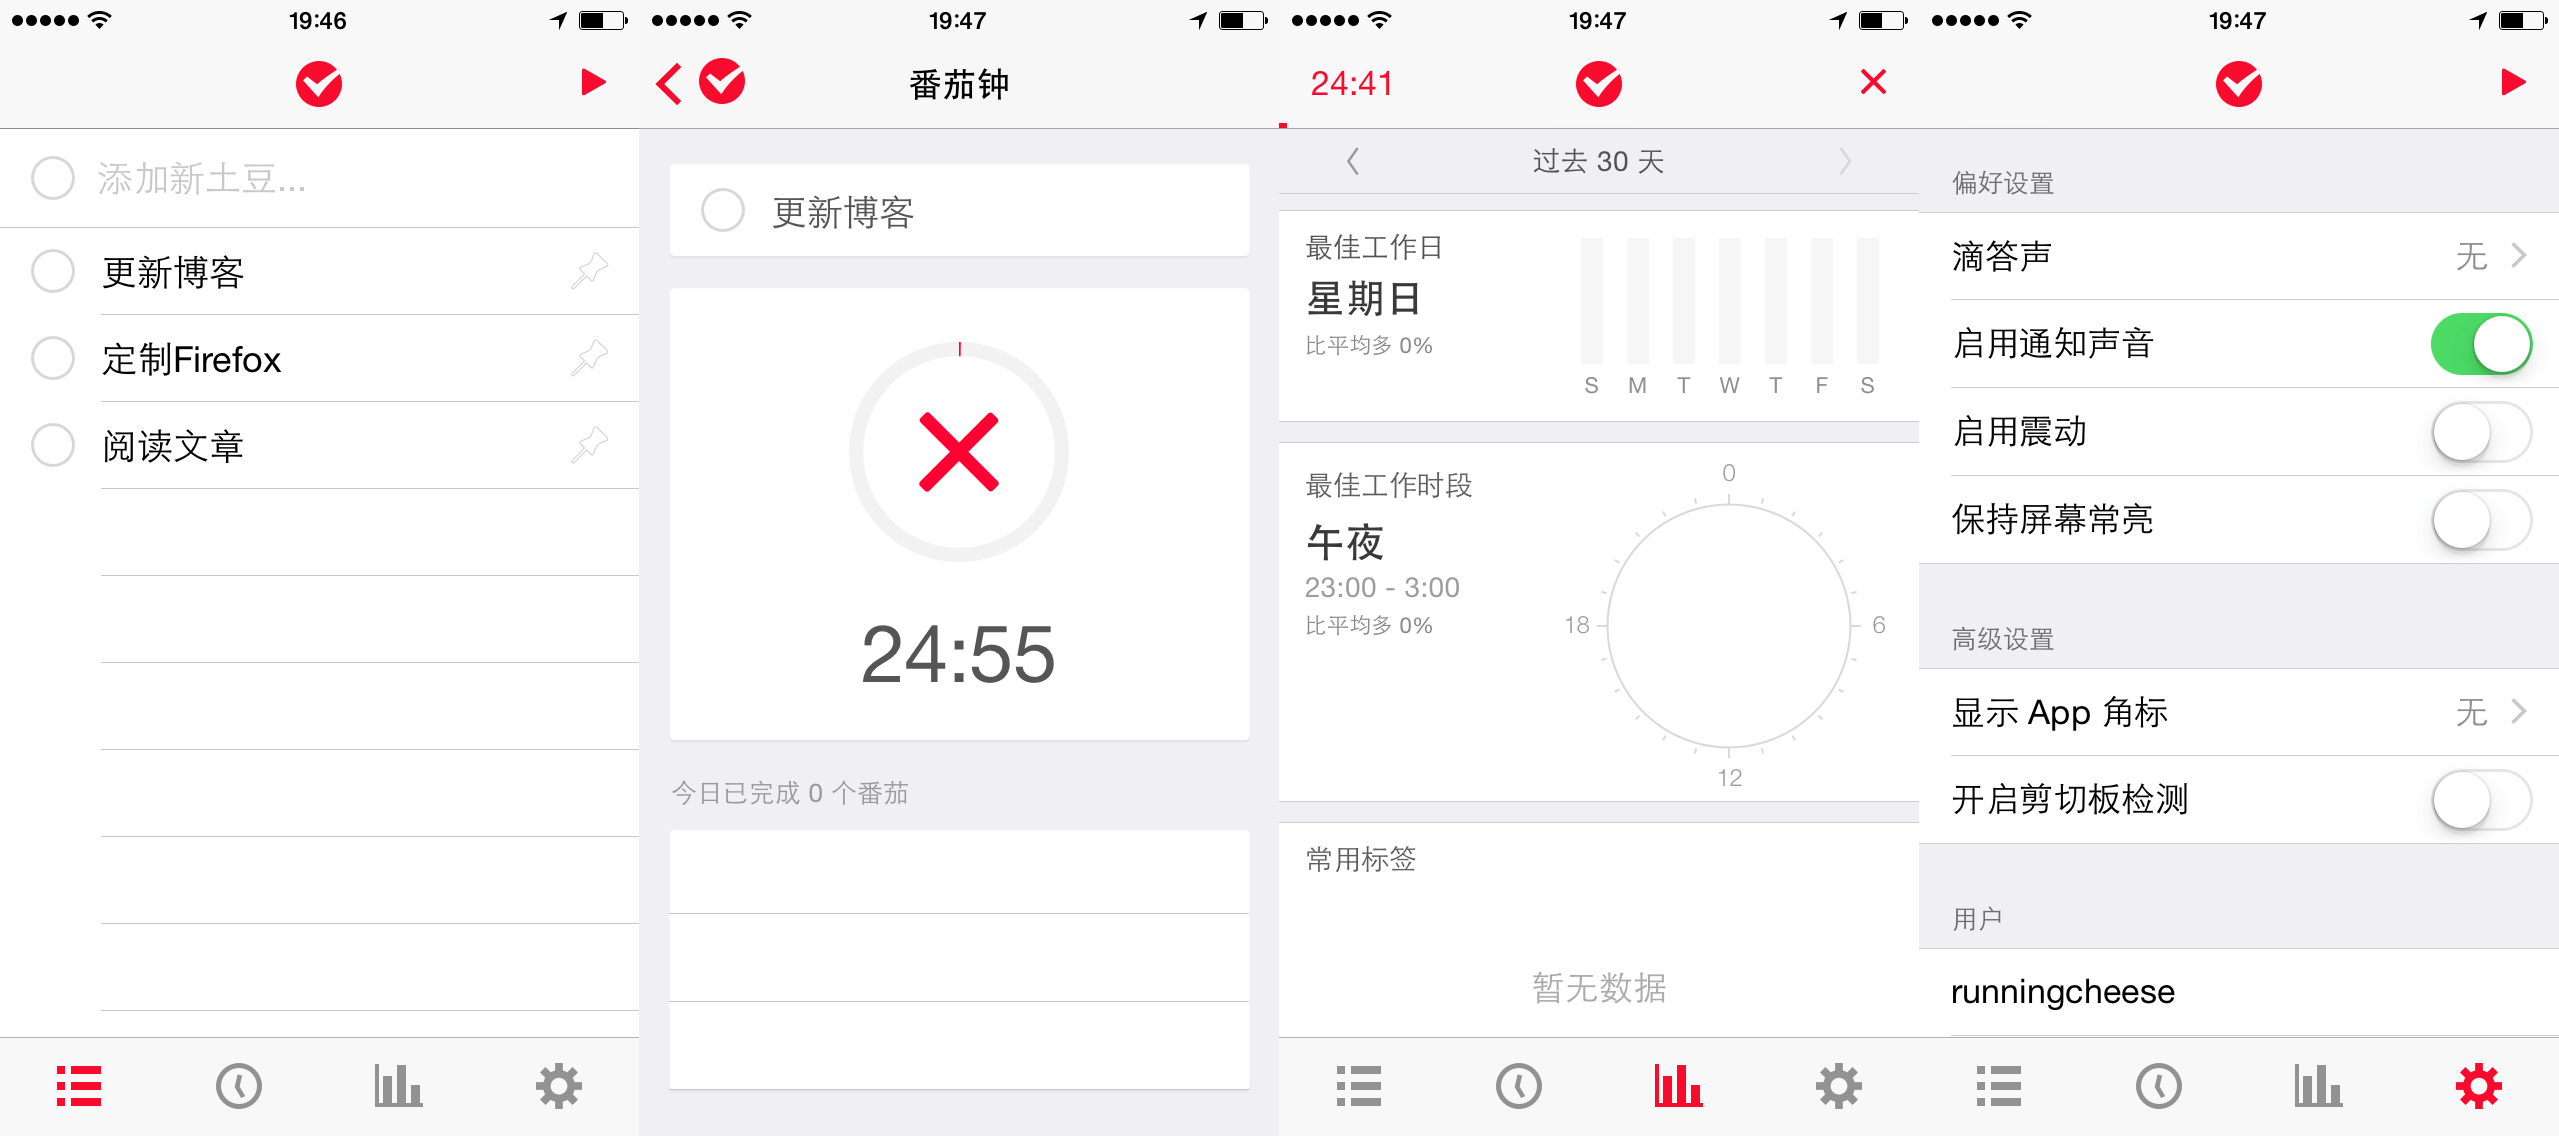 19:46
添加新土豆...
更新博客
定制Firefox
阅读文章
19:47
番茄钟
更新博客
24:55
今日已完成 0 个番茄
19:47
24:41
过去 30 天
最佳工作日
星期日
比平均多 0%
S M T W T F S
最佳工作时段
午夜
23:00 - 3:00
比平均多 0%
0
18
6
12
常用标签
暂无数据
19:47
偏好设置
滴答声 无
启用通知声音
启用震动
保持屏幕常亮
高级设置
显示 App 角标 无
开启剪切板检测
用户
runningcheese